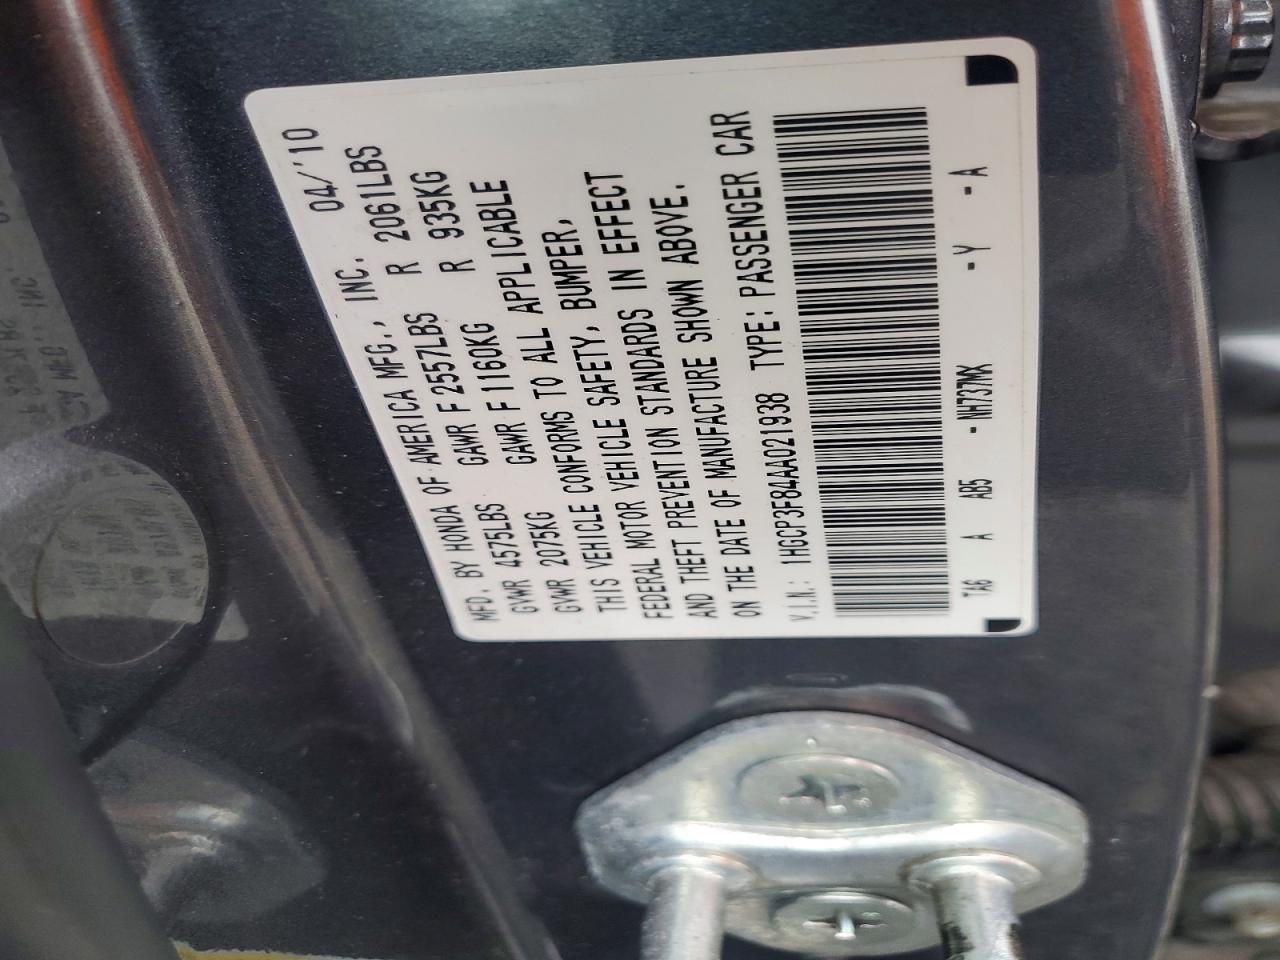 MFD. BY HONDA OF AMERICA MFG., INC. 04/'10
GVWR 4575LBS GAWR F 2557LBS R 2061LBS
GVWR 2075KG GAWR F 1160KG R 935KG
THIS VEHICLE CONFORMS TO ALL APPLICABLE
FEDERAL MOTOR VEHICLE SAFETY, BUMPER,
AND THEFT PREVENTION STANDARDS IN EFFECT
ON THE DATE OF MANUFACTURE SHOWN ABOVE.
V.I.N.: 1HGCP3F84AA021938 TYPE: PASSENGER CAR
TA6 A AB5 - NH737MX - Y - A